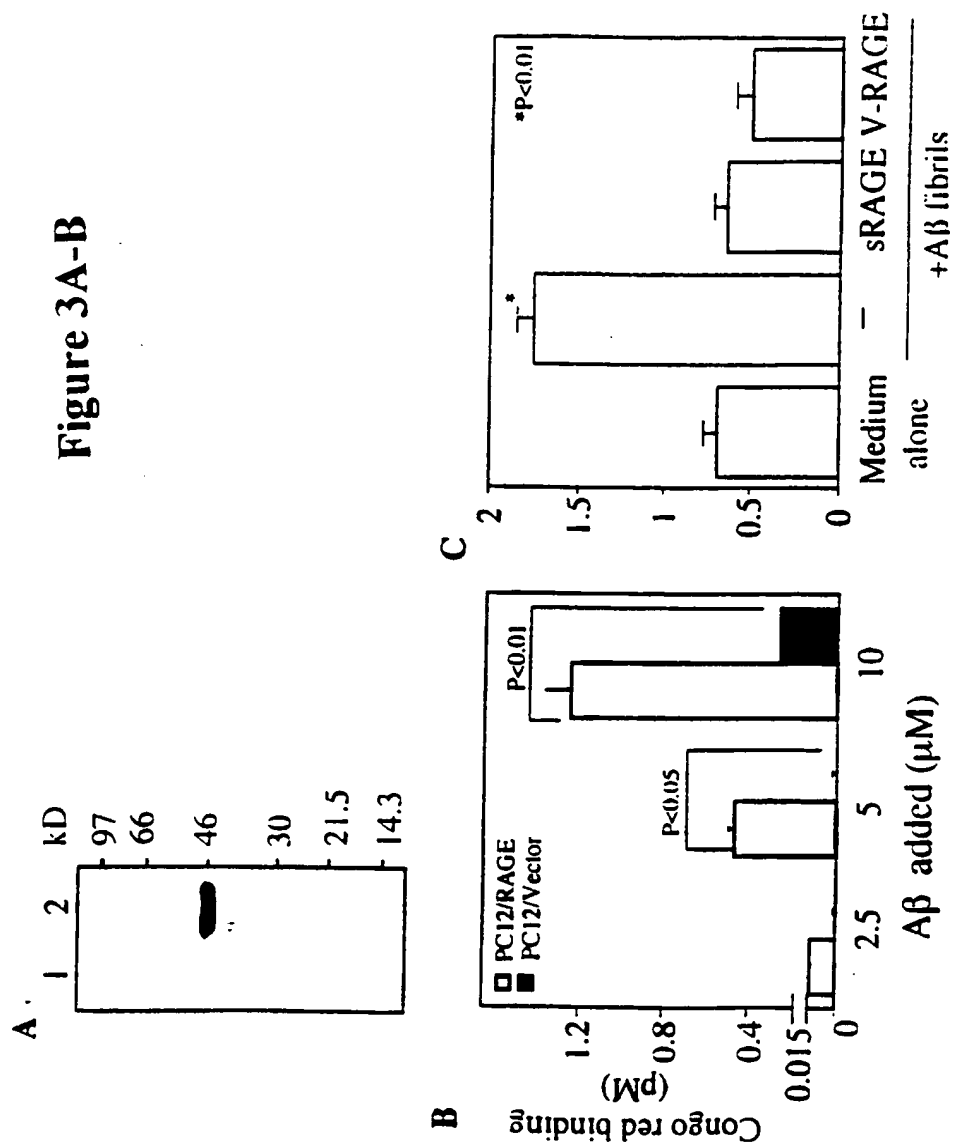 Figure 3A-B
A
1 2 kD
97
66
46
30
21.5
14.3
B
Congo red binding
(pM)
1.2
0.8
0.4
0.015
0
PC12/RAGE
PC12/Vector
P<0.05
P<0.01
2.5 5 10
Aβ added (μM)
C
2
1.5
1
0.5
0
*
*P<0.01
Medium – sRAGE V-RAGE
alone
+Aβ fibrils